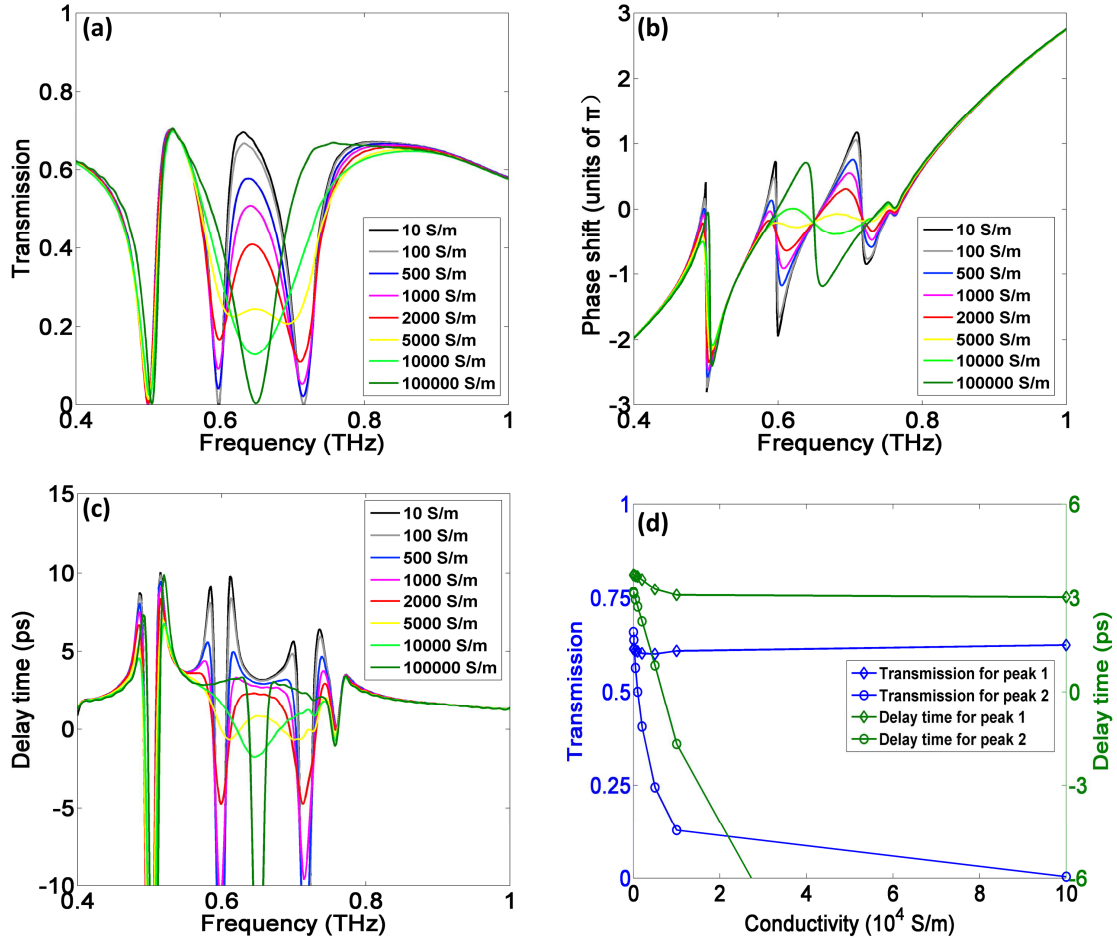 (a)
Transmission
1
0.8
0.6
0.4
0.2
0
0.4
0.6
0.8
1
Frequency (THz)
10 S/m
100 S/m
500 S/m
1000 S/m
2000 S/m
5000 S/m
10000 S/m
100000 S/m
(b)
Phase shift (units of π)
3
2
1
0
-1
-2
-3
0.4
0.6
0.8
1
Frequency (THz)
10 S/m
100 S/m
500 S/m
1000 S/m
2000 S/m
5000 S/m
10000 S/m
100000 S/m
(c)
Delay time (ps)
15
10
5
0
-5
-10
0.4
0.6
0.8
1
Frequency (THz)
10 S/m
100 S/m
500 S/m
1000 S/m
2000 S/m
5000 S/m
10000 S/m
100000 S/m
(d)
Transmission
1
0.75
0.5
0.25
0
0
2
4
6
8
10
Conductivity (10⁴ S/m)
Transmission for peak 1
Transmission for peak 2
Delay time for peak 1
Delay time for peak 2
6
3
0
-3
-6
Delay time (ps)